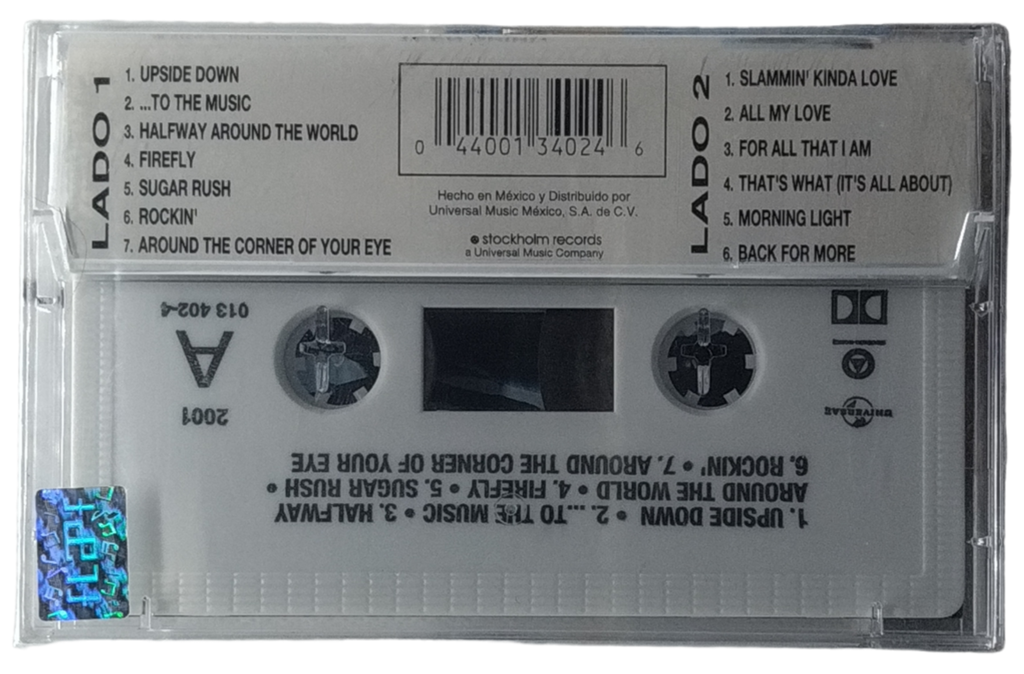 LADO 1
1. UPSIDE DOWN
2. ...TO THE MUSIC
3. HALFWAY AROUND THE WORLD
4. FIREFLY
5. SUGAR RUSH
6. ROCKIN'
7. AROUND THE CORNER OF YOUR EYE
0 44001 34024 6
Hecho en México y Distribuido por
Universal Music México, S.A. de C.V.
stockholm records
a Universal Music Company
LADO 2
1. SLAMMIN' KINDA LOVE
2. ALL MY LOVE
3. FOR ALL THAT I AM
4. THAT'S WHAT (IT'S ALL ABOUT)
5. MORNING LIGHT
6. BACK FOR MORE
1. UPSIDE DOWN • 2. ...TO THE MUSIC • 3. HALFWAY
AROUND THE WORLD • 4. FIREFLY • 5. SUGAR RUSH •
6. ROCKIN' • 7. AROUND THE CORNER OF YOUR EYE
UNIVERSAL
2001
A
013 402-4